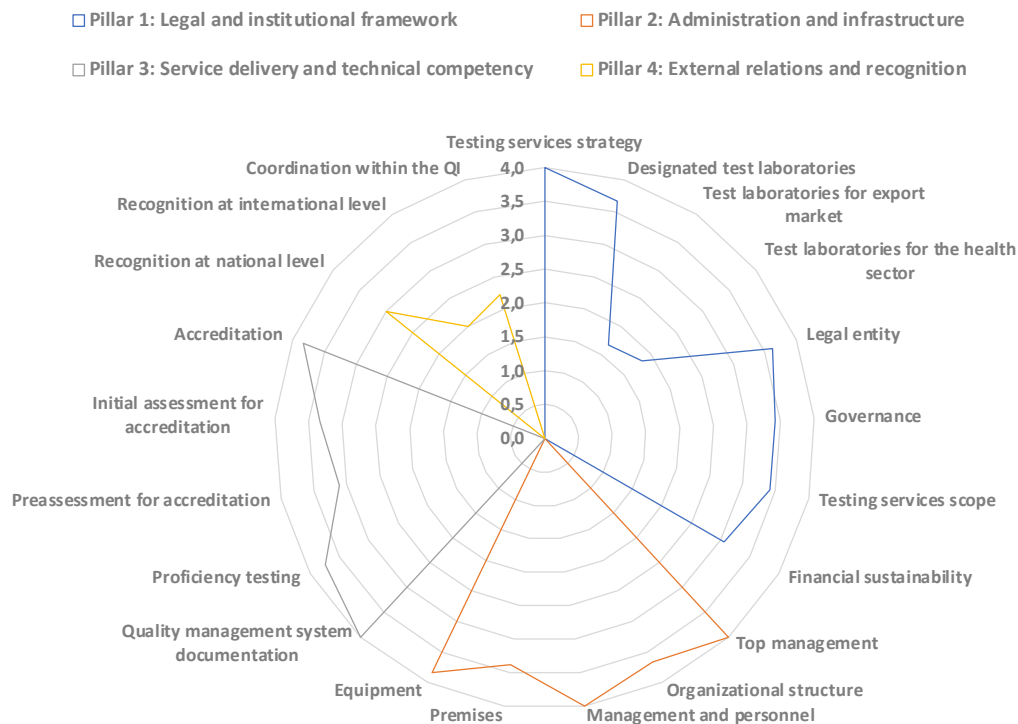 Pillar 1: Legal and institutional framework
Pillar 2: Administration and infrastructure
Pillar 3: Service delivery and technical competency
Pillar 4: External relations and recognition
Testing services strategy
Coordination within the QI
4,0
Designated test laboratories
Recognition at international level
3,5
Test laboratories for export
market
3,0
Recognition at national level
2,5
Test laboratories for the health
sector
2,0
Accreditation
1,5
Legal entity
1,0
Initial assessment for
accreditation
0,5
Governance
0,0
Preassessment for accreditation
Testing services scope
Proficiency testing
Financial sustainability
Quality management system
documentation
Top management
Equipment
Organizational structure
Premises
Management and personnel